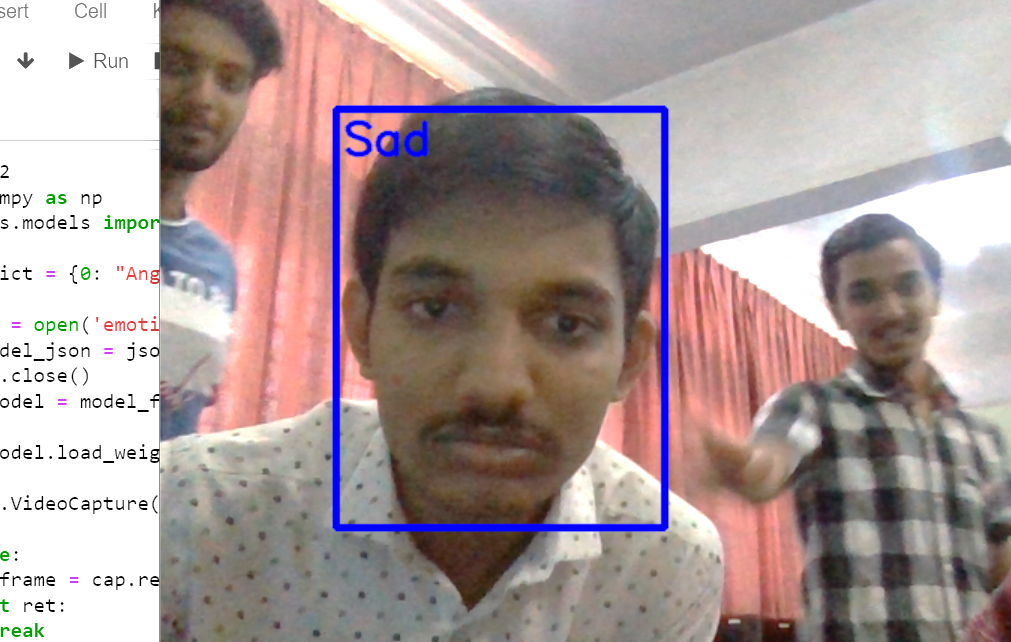 sert Cell
Run
Sad
2
mpy as np
s.models impor
ict = {0: "Ang
= open('emoti
del_json = jso
.close()
odel = model_f
odel.load_weig
.VideoCapture(
e:
frame = cap.re
t ret:
reak